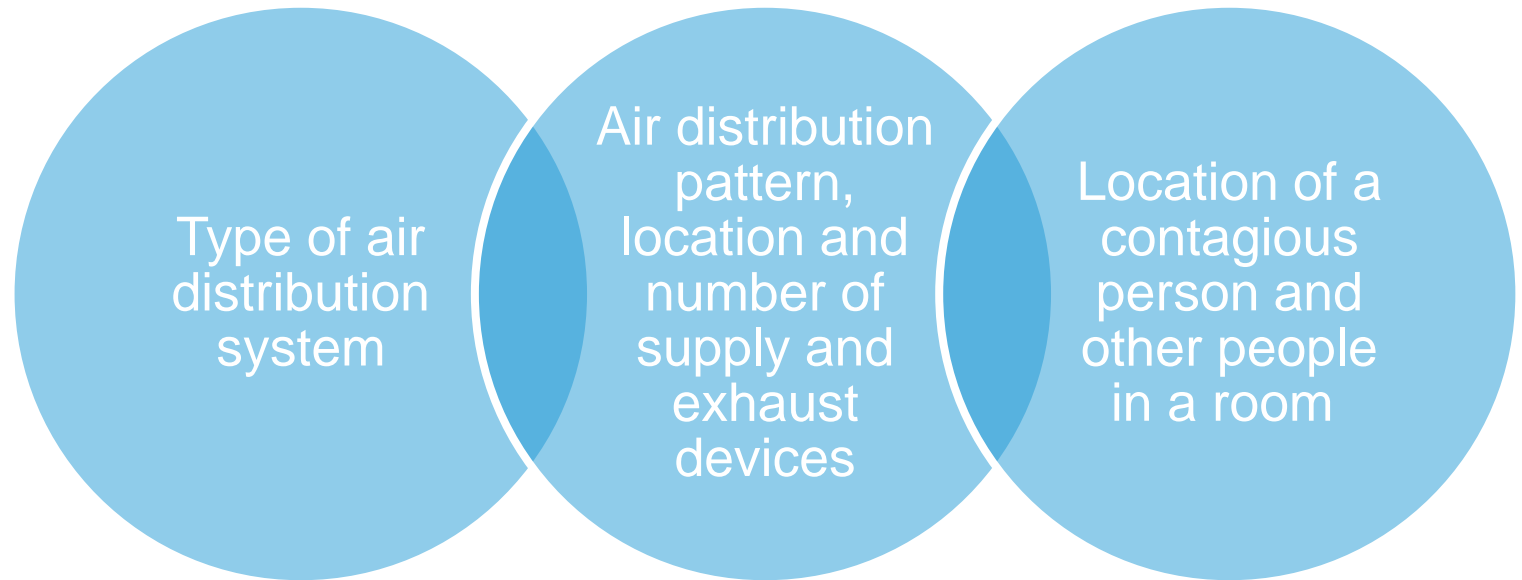 Type of air
distribution
system
Air distribution
pattern,
location and
number of
supply and
exhaust
devices
Location of a
contagious
person and
other people
in a room